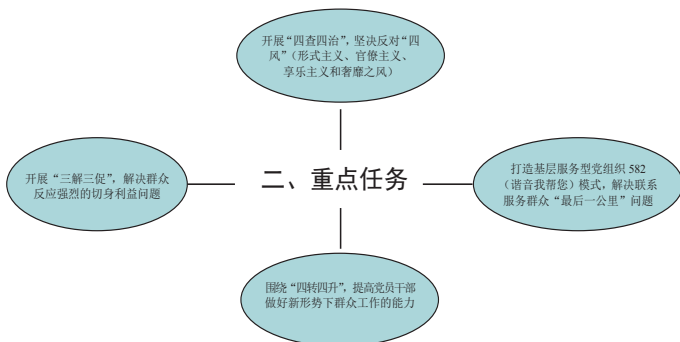 开展“四查四治”，坚决反对“四
风”（形式主义、官僚主义、
享乐主义和奢靡之风）
开展“三解三促”，解决群众
反应强烈的切身利益问题
二、重点任务
打造基层服务型党组织 582
（谐音我帮您）模式，解决联系
服务群众“最后一公里”问题
围绕“四转四升”，提高党员干部
做好新形势下群众工作的能力